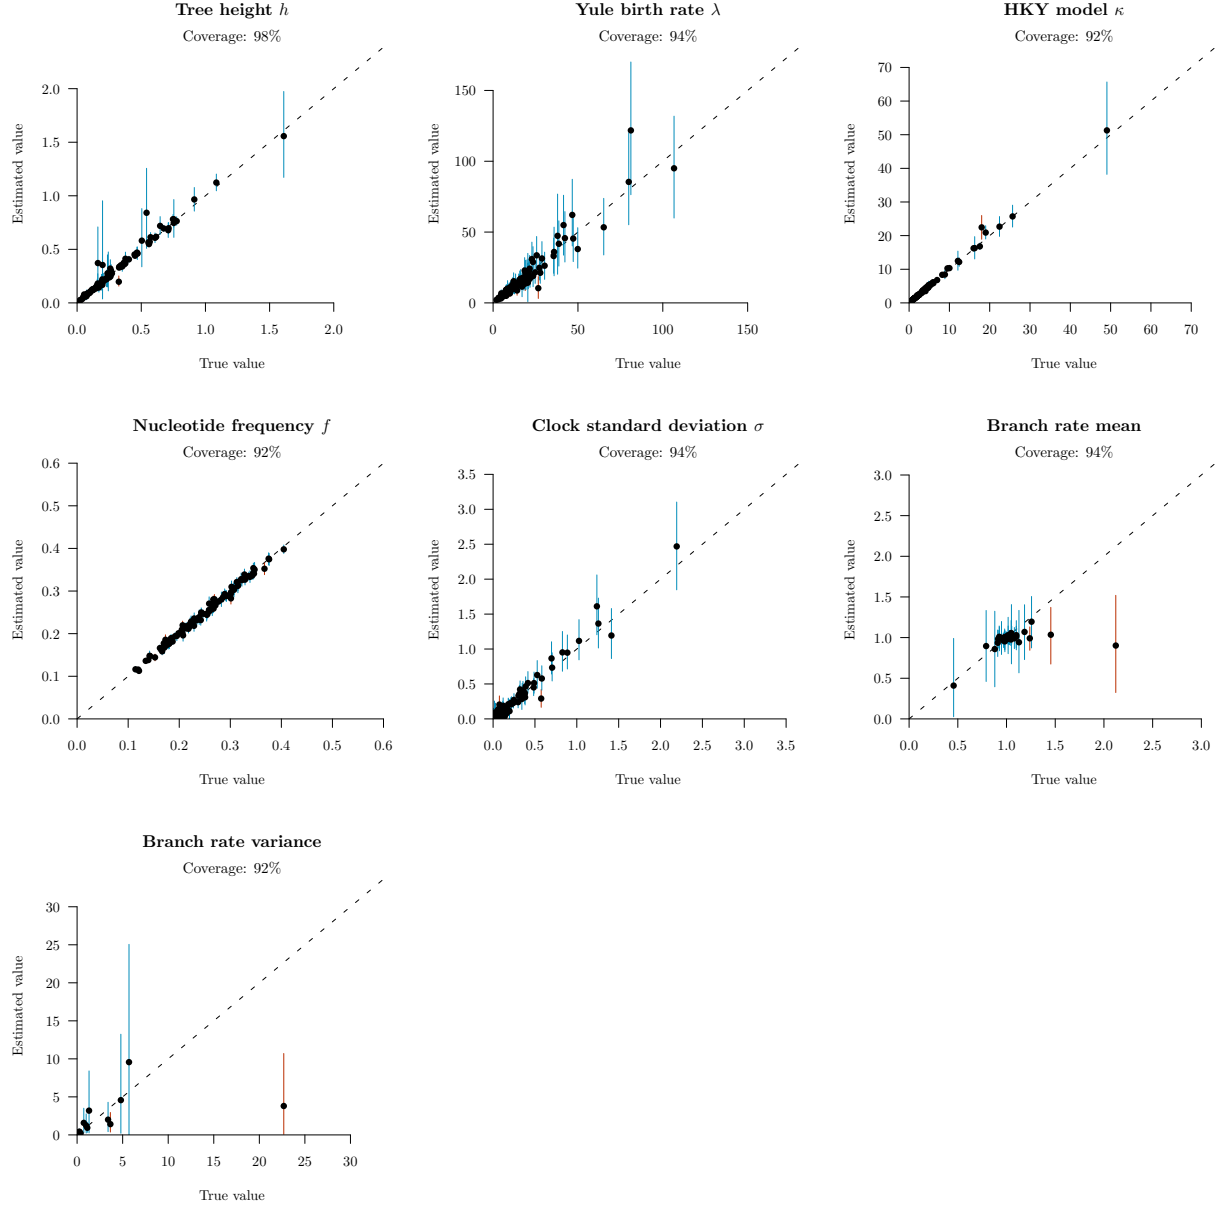 Tree height h
Coverage: 98%
Estimated value
2.0
1.5
1.0
0.5
0.0
0.0 0.5 1.0 1.5 2.0
True value
Yule birth rate λ
Coverage: 94%
Estimated value
150
100
50
0
0 50 100 150
True value
HKY model κ
Coverage: 92%
Estimated value
70
60
50
40
30
20
10
0
0 10 20 30 40 50 60 70
True value
Nucleotide frequency f
Coverage: 92%
Estimated value
0.6
0.5
0.4
0.3
0.2
0.1
0.0
0.0 0.1 0.2 0.3 0.4 0.5 0.6
True value
Clock standard deviation σ
Coverage: 94%
Estimated value
3.5
3.0
2.5
2.0
1.5
1.0
0.5
0.0
0.0 0.5 1.0 1.5 2.0 2.5 3.0 3.5
True value
Branch rate mean
Coverage: 94%
Estimated value
3.0
2.5
2.0
1.5
1.0
0.5
0.0
0.0 0.5 1.0 1.5 2.0 2.5 3.0
True value
Branch rate variance
Coverage: 92%
Estimated value
30
25
20
15
10
5
0
0 5 10 15 20 25 30
True value